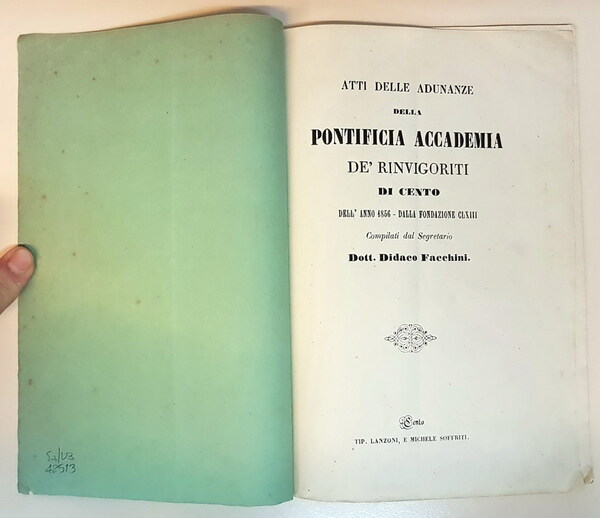 ATTI DELLE ADUNANZE
DELLA
PONTIFICIA ACCADEMIA
DE' RINVIGORITI
DI CENTO
DELL' ANNO 1856 - DALLA FONDAZIONE CLXIII
Compilati dal Segretario
Dott. Didaco Facchini.
Cento
TIP. LANZONI, E MICHELE SOFFRITI.
48513